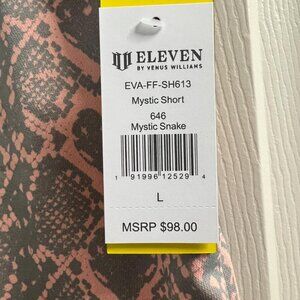 ELEVEN
BY VENUS WILLIAMS
EVA-FF-SH613
Mystic Short
646
Mystic Snake
1 91996 12529 4
L
MSRP $98.00